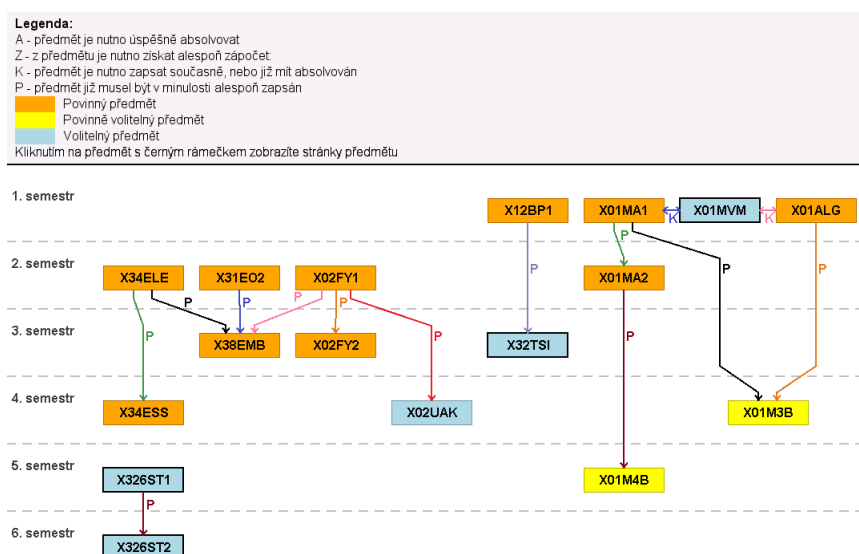 Legenda:
A - předmět je nutno úspěšně absolvovat
Z - z předmětu je nutno získat alespoň zápočet
K - předmět je nutno zapsat současně, nebo již mít absolvován
P - předmět již musel být v minulosti alespoň zapsán
Povinný předmět
Povinně volitelný předmět
Volitelný předmět
Kliknutím na předmět s černým rámečkem zobrazíte stránky předmětu
1. semestr
X12BP1 X01MA1 K X01MVM K X01ALG
P
2. semestr
X34ELE X31EO2 X02FY1 P X01MA2 P P
P P P P P
3. semestr
X38EMB X02FY2 X32TSI
P P P
4. semestr
X34ESS X02UAK X01M3B
5. semestr
X326ST1 X01M4B
P
6. semestr
X326ST2